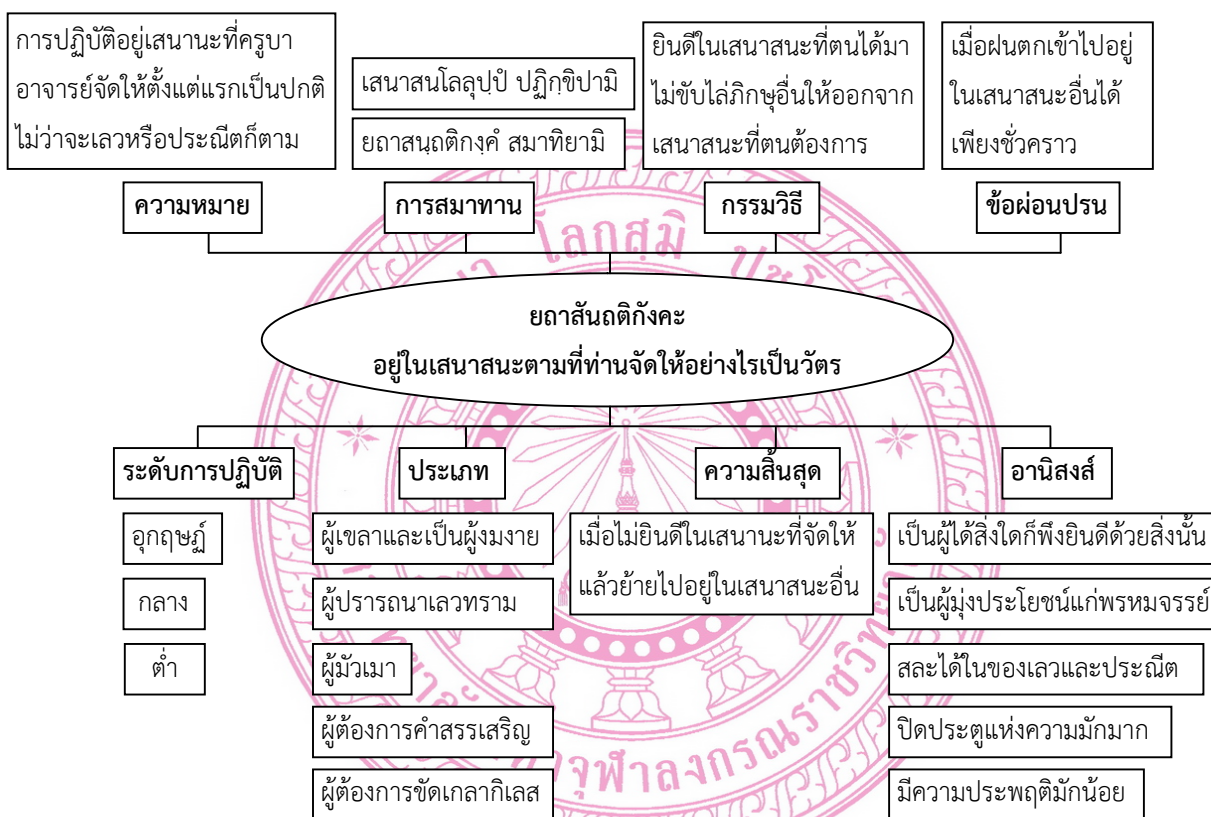 การปฏิบัติอยู่เสนานะที่ครูบา
อาจารย์จัดให้ตั้งแต่แรกเป็นปกติ
ไม่ว่าจะเลวหรือประณีตก็ตาม
ความหมาย
เสนาสนโลลุปฺปํ ปฏิกฺขิปามิ
ยถาสนฺถติกงฺคํ สมาทิยามิ
การสมาทาน
ยินดีในเสนาสนะที่ตนได้มา
ไม่ขับไล่ภิกษุอื่นให้ออกจาก
เสนาสนะที่ตนต้องการ
กรรมวิธี
เมื่อฝนตกเข้าไปอยู่
ในเสนาสนะอื่นได้
เพียงชั่วคราว
ข้อผ่อนปรน
โลกสฺมิ
ยถาสันถติกังคะ
อยู่ในเสนาสนะตามที่ท่านจัดให้อย่างไรเป็นวัตร
ระดับการปฏิบัติ
อุกฤษฏ์
กลาง
ต่ำ
ประเภท
ผู้เขลาและเป็นผู้งมงาย
ผู้ปรารถนาเลวทราม
ผู้มัวเมา
ผู้ต้องการคำสรรเสริญ
ผู้ต้องการขัดเกลากิเลส
ความสิ้นสุด
เมื่อไม่ยินดีในเสนานะที่จัดให้
แล้วย้ายไปอยู่ในเสนาสนะอื่น
อานิสงส์
เป็นผู้ได้สิ่งใดก็พึงยินดีด้วยสิ่งนั้น
เป็นผู้มุ่งประโยชน์แก่พรหมจรรย์
สละได้ในของเลวและประณีต
ปิดประตูแห่งความมักมาก
มีความประพฤติมักน้อย
จุฬาลงกรณราชวิทยา